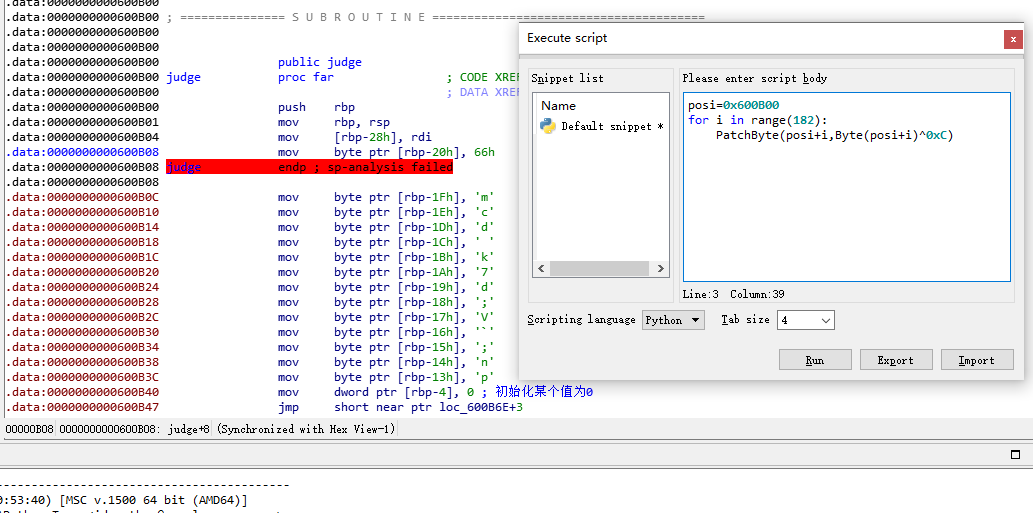 .data:0000000000600B00
.data:0000000000600B00 ; =============== S U B R O U T I N E =======================================
.data:0000000000600B00
.data:0000000000600B00
.data:0000000000600B00 public judge
.data:0000000000600B00 judge proc far ; CODE XREF
.data:0000000000600B00 ; DATA XREF
.data:0000000000600B00 push rbp
.data:0000000000600B01 mov rbp, rsp
.data:0000000000600B04 mov [rbp-28h], rdi
.data:0000000000600B08 mov byte ptr [rbp-20h], 66h
.data:0000000000600B08 judge endp ; sp-analysis failed
.data:0000000000600B08
.data:0000000000600B0C mov byte ptr [rbp-1Fh], 'm'
.data:0000000000600B10 mov byte ptr [rbp-1Eh], 'c'
.data:0000000000600B14 mov byte ptr [rbp-1Dh], 'd'
.data:0000000000600B18 mov byte ptr [rbp-1Ch], ' '
.data:0000000000600B1C mov byte ptr [rbp-1Bh], 'k'
.data:0000000000600B20 mov byte ptr [rbp-1Ah], '7'
.data:0000000000600B24 mov byte ptr [rbp-19h], 'd'
.data:0000000000600B28 mov byte ptr [rbp-18h], ';'
.data:0000000000600B2C mov byte ptr [rbp-17h], 'V'
.data:0000000000600B30 mov byte ptr [rbp-16h], '`'
.data:0000000000600B34 mov byte ptr [rbp-15h], ';'
.data:0000000000600B38 mov byte ptr [rbp-14h], 'n'
.data:0000000000600B3C mov byte ptr [rbp-13h], 'p'
.data:0000000000600B40 mov dword ptr [rbp-4], 0 ; 初始化某个值为0
.data:0000000000600B47 jmp short near ptr loc_600B6E+3
00000B08 0000000000600B08: judge+8 (Synchronized with Hex View-1)
Execute script
x
Snippet list
Name
Default snippet *
Please enter script body
posi=0x600B00
for i in range(182):
    PatchByte(posi+i,Byte(posi+i)^0xC)
Line:3 Column:39
Scripting language Python Tab size 4
Run Export Import
-----------------------------------------
0:53:40) [MSC v.1500 64 bit (AMD64)]